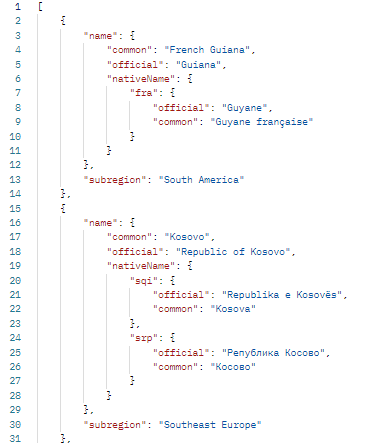 1 [
2 {
3 "name": {
4 "common": "French Guiana",
5 "official": "Guiana",
6 "nativeName": {
7 "fra": {
8 "official": "Guyane",
9 "common": "Guyane française"
10 }
11 }
12 },
13 "subregion": "South America"
14 },
15 {
16 "name": {
17 "common": "Kosovo",
18 "official": "Republic of Kosovo",
19 "nativeName": {
20 "sqi": {
21 "official": "Republika e Kosovës",
22 "common": "Kosova"
23 },
24 "srp": {
25 "official": "Република Косово",
26 "common": "Косово"
27 }
28 }
29 },
30 "subregion": "Southeast Europe"
31 },